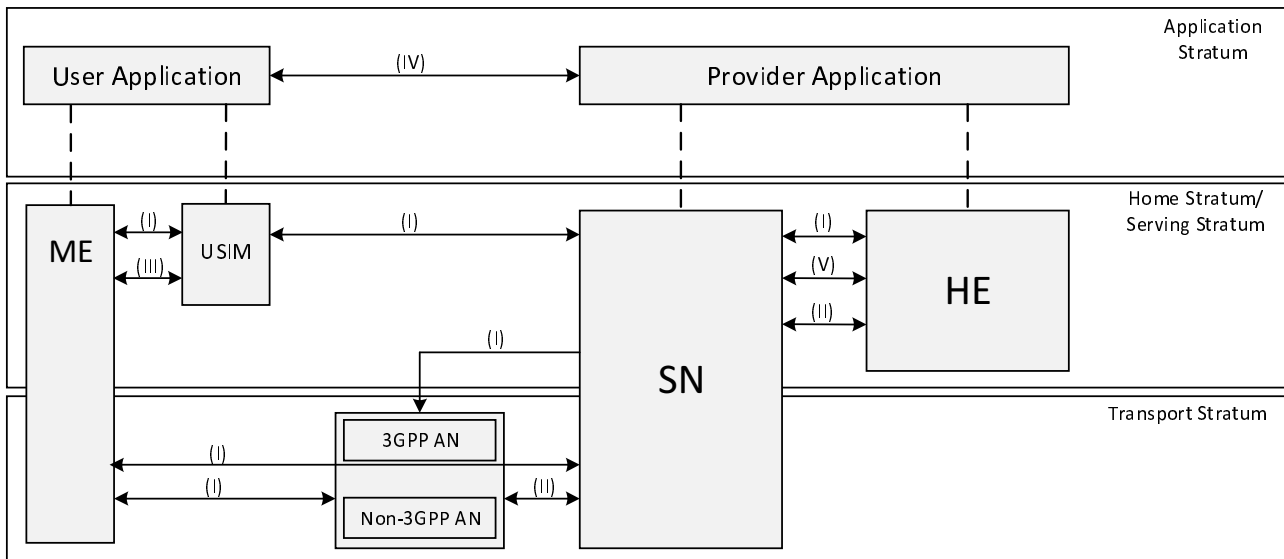 Application
Stratum
User Application
(IV)
Provider Application
Home Stratum/
Serving Stratum
ME
(I)
(III)
USIM
(I)
(I)
(V)
(II)
HE
(I)
SN
Transport Stratum
3GPP AN
(I)
(I)
(II)
Non-3GPP AN